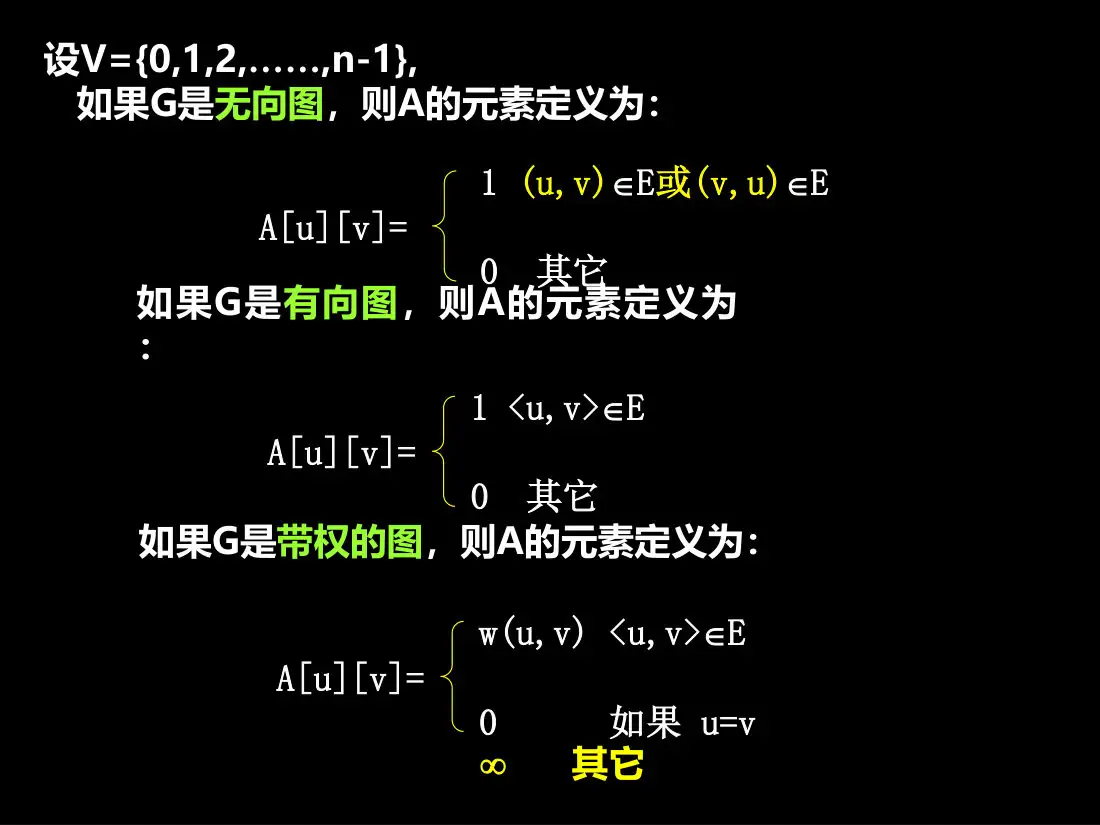 设V={0,1,2,……,n-1},
如果G是无向图，则A的元素定义为：
1 (u,v)∈E或(v,u)∈E
A[u][v]=
0 其它
如果G是有向图，则A的元素定义为
：
1 <u,v>∈E
A[u][v]=
0 其它
如果G是带权的图，则A的元素定义为：
w(u,v) <u,v>∈E
A[u][v]=
0 如果 u=v
∞ 其它